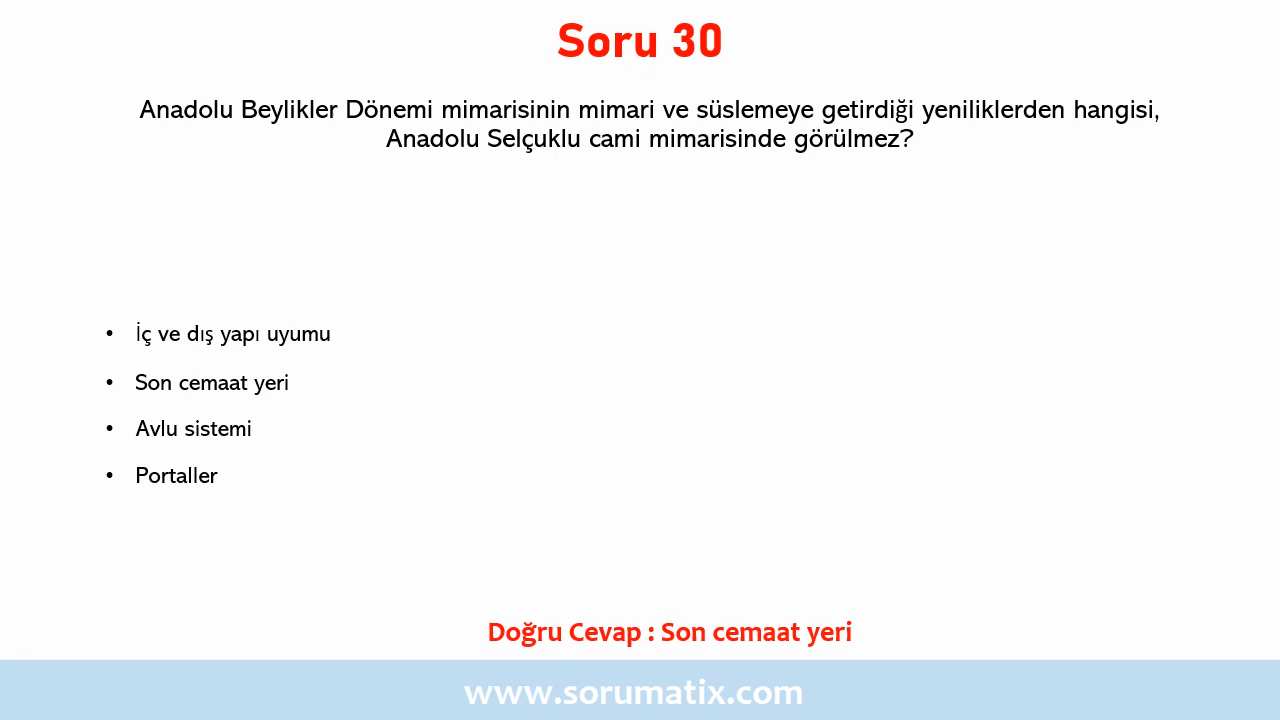 Soru 30
Anadolu Beylikler Dönemi mimarisinin mimari ve süslemeye getirdiği yeniliklerden hangisi,
Anadolu Selçuklu cami mimarisinde görülmez?
• İç ve dış yapı uyumu
• Son cemaat yeri
• Avlu sistemi
• Portaller
Doğru Cevap : Son cemaat yeri
www.sorumatix.com